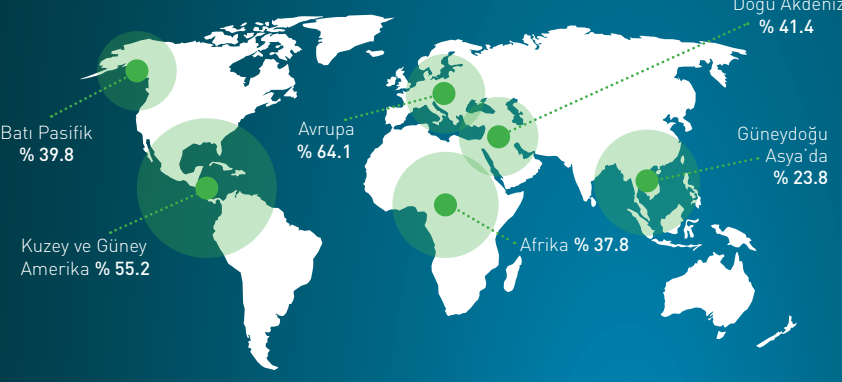 Doğu Akdeniz
% 41.4
Batı Pasifik
% 39.8
Avrupa
% 64.1
Güneydoğu
Asya'da
% 23.8
Kuzey ve Güney
Amerika % 55.2
Afrika % 37.8